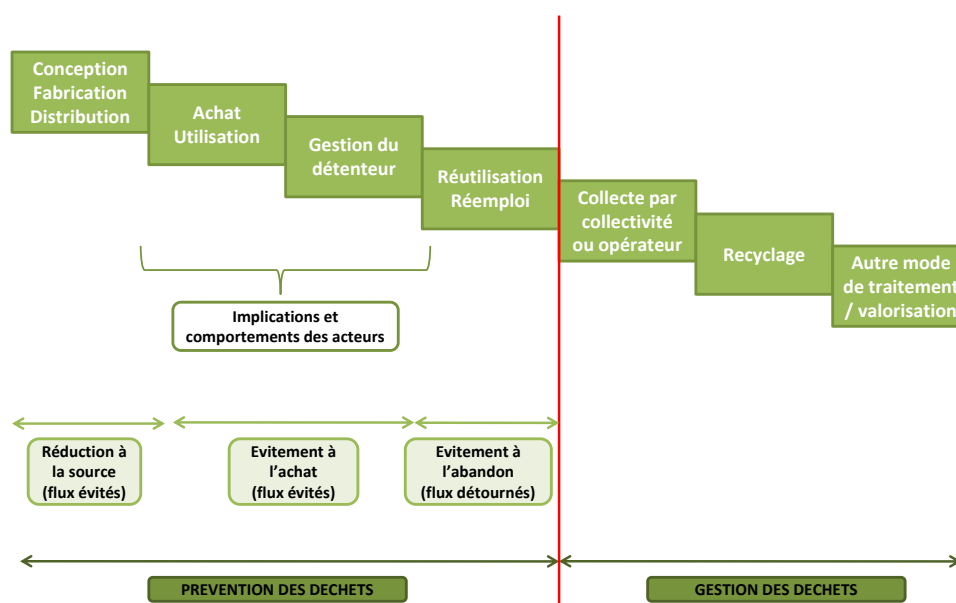 Conception
Fabrication
Distribution
Achat
Utilisation
Gestion du
détenteur
Réutilisation
Réemploi
Collecte par
collectivité
ou opérateur
Recyclage
Autre mode
de traitement
/ valorisation
Implications et
comportements des acteurs
Réduction à
la source
(flux évités)
Evitement à
l'achat
(flux évités)
Evitement à
l'abandon
(flux détournés)
PREVENTION DES DECHETS
GESTION DES DECHETS